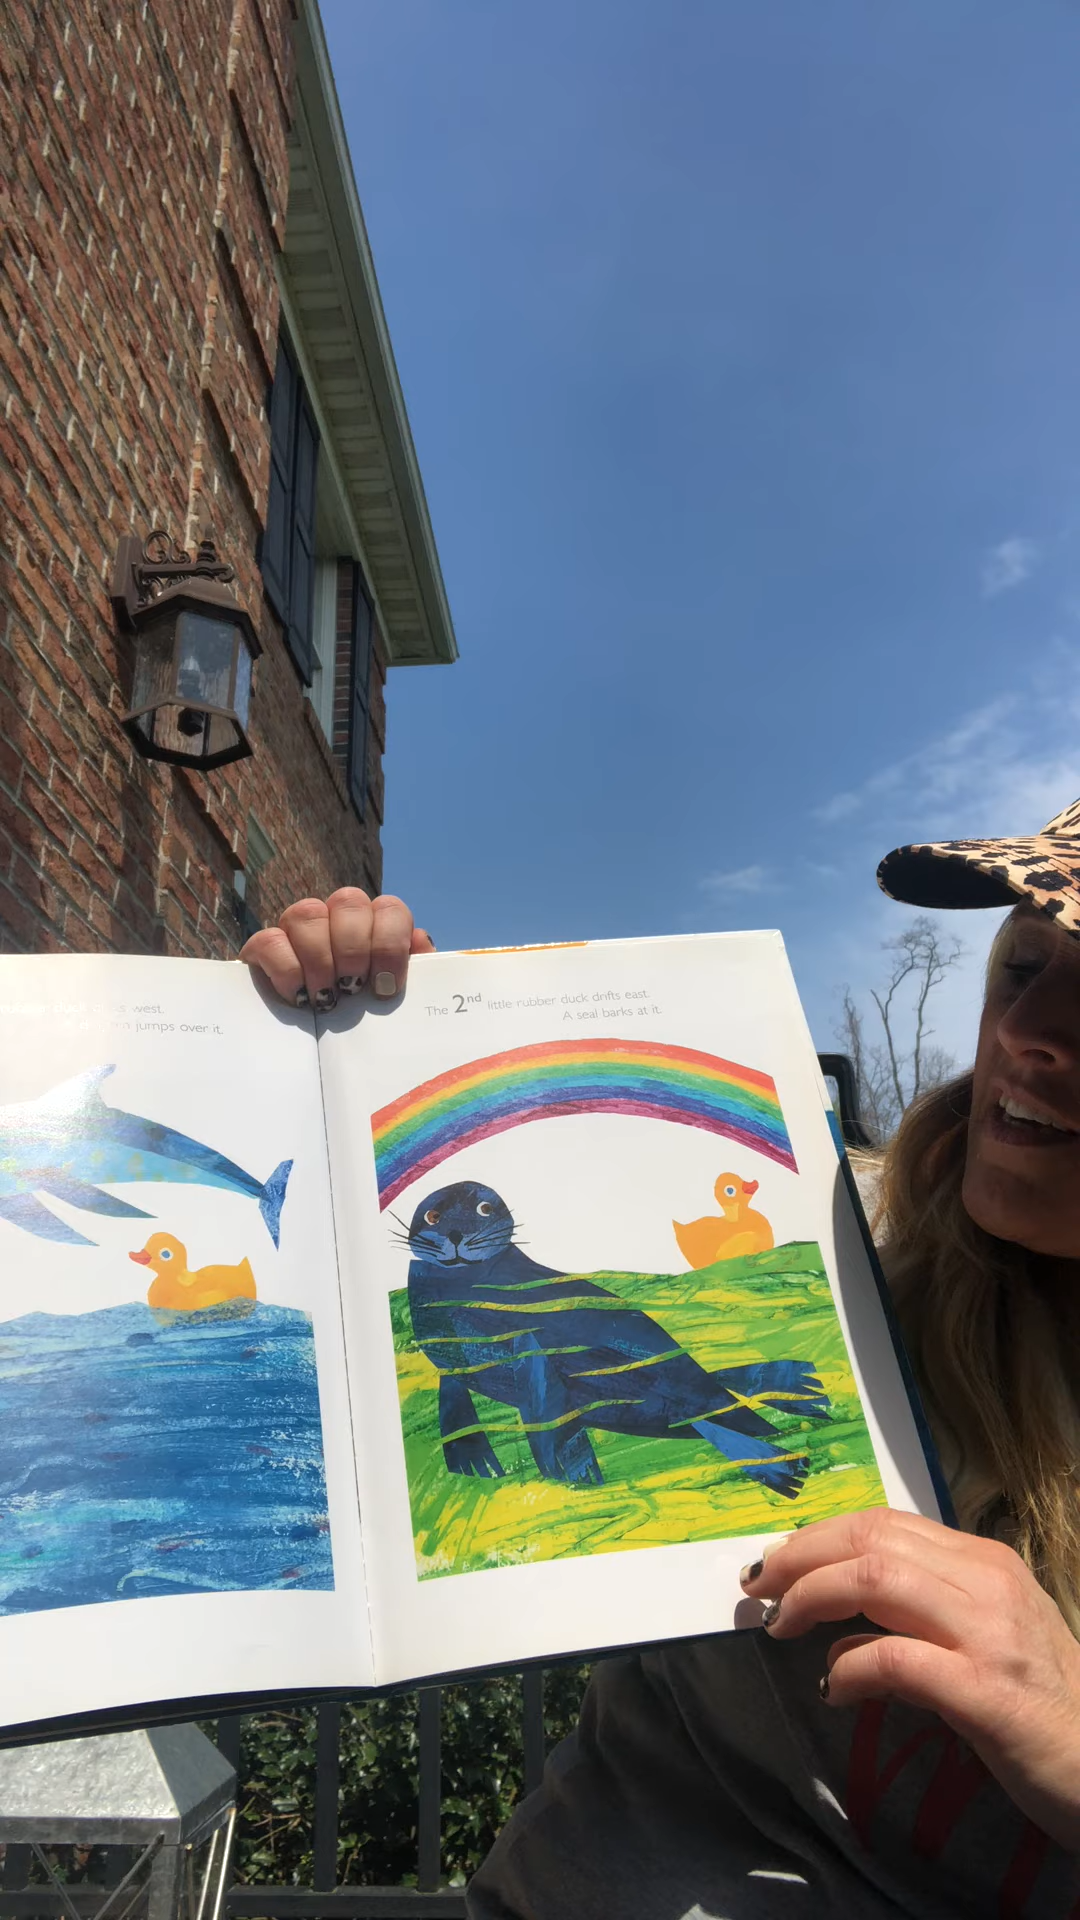 west.
jumps over it.
The 2nd little rubber duck drifts east.
A seal barks at it.